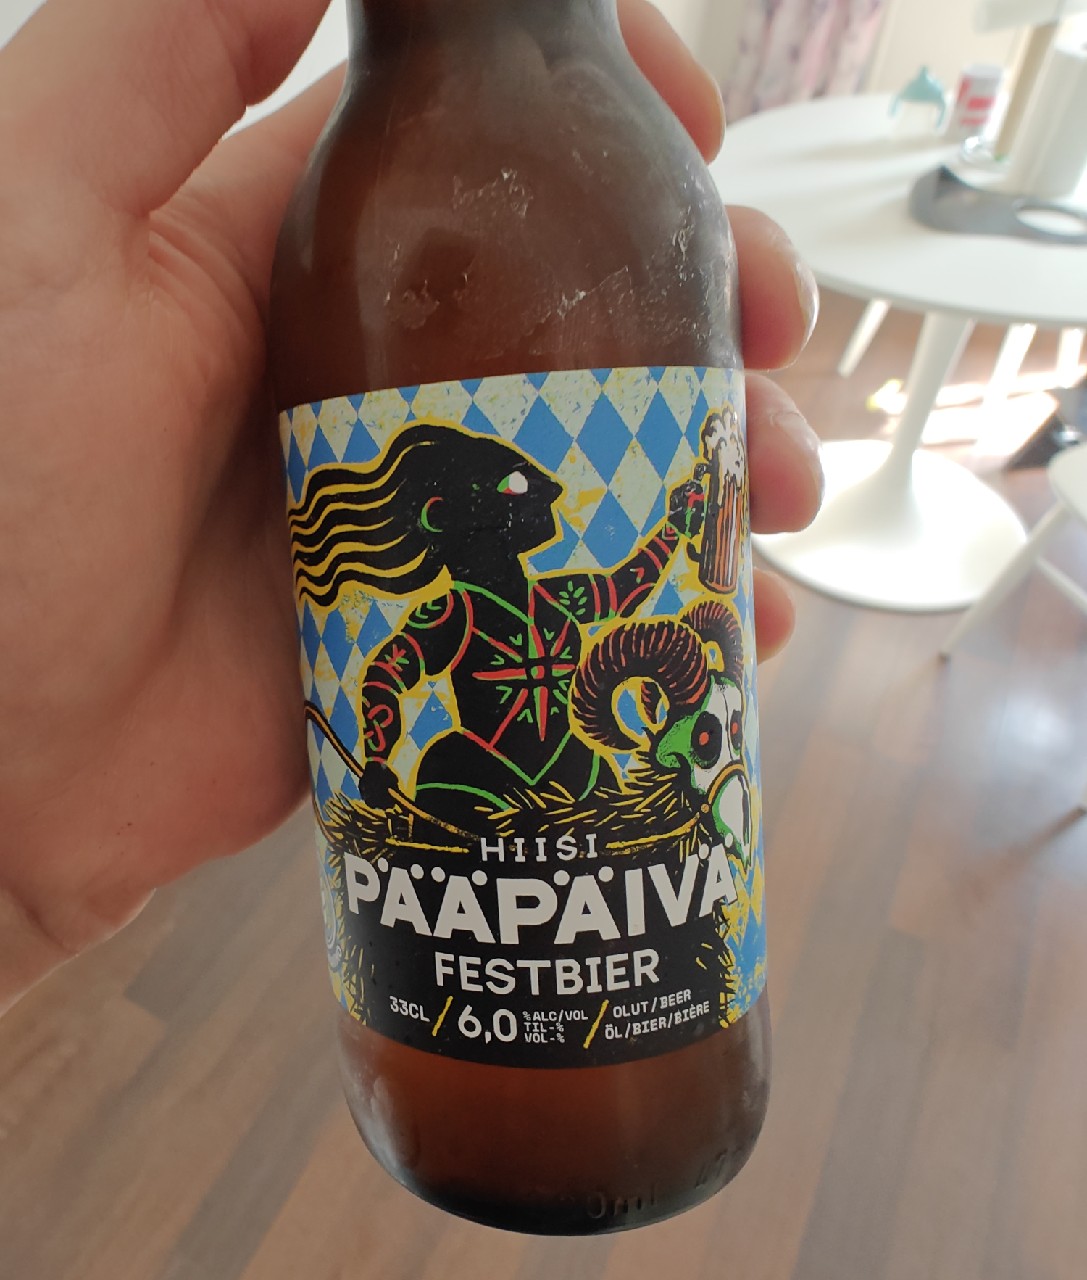 HIISI
PÄÄPÄIVÄ
FESTBIER
33CL / 6,0 %ALC/VOL TIL-% VOL-% / OLUT/BEER
ÖL/BIER/BIÈRE